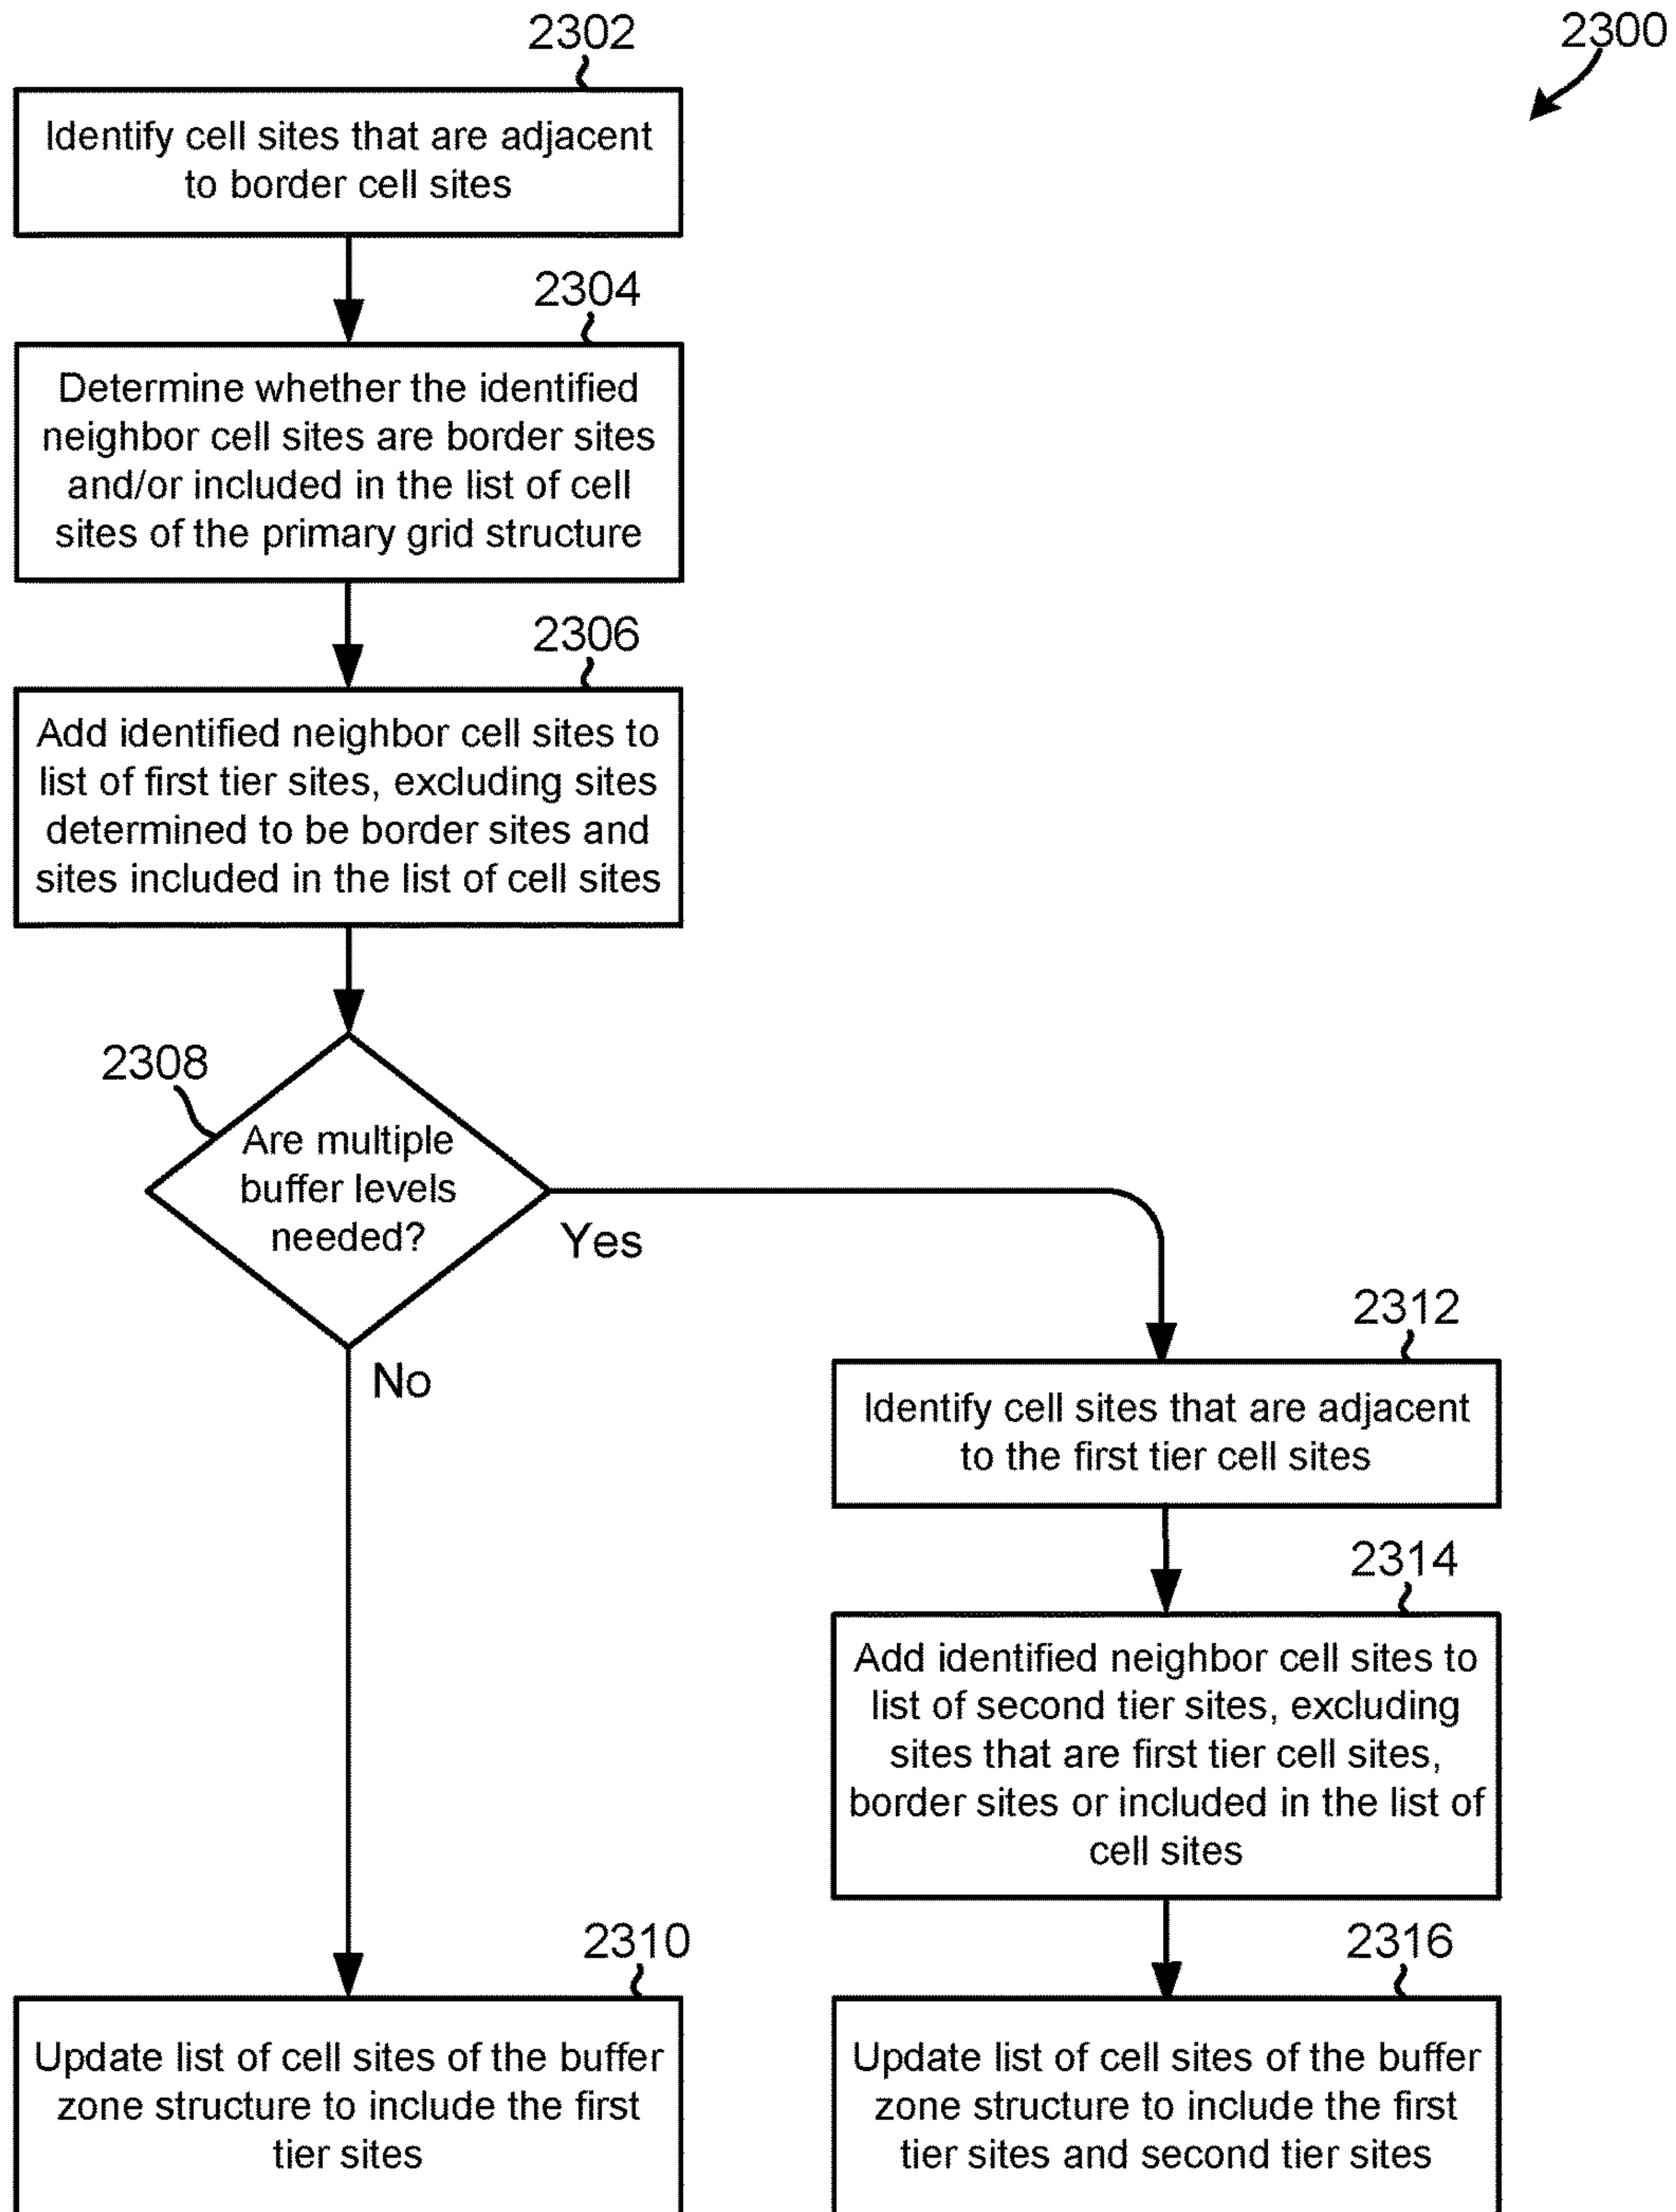 2302
2300
Identify cell sites that are adjacent
to border cell sites
2304
Determine whether the identified
neighbor cell sites are border sites
and/or included in the list of cell
sites of the primary grid structure
2306
Add identified neighbor cell sites to
list of first tier sites, excluding sites
determined to be border sites and
sites included in the list of cell sites
2308
Are multiple
buffer levels
needed?
Yes
No
2312
Identify cell sites that are adjacent
to the first tier cell sites
2314
Add identified neighbor cell sites to
list of second tier sites, excluding
sites that are first tier cell sites,
border sites or included in the list of
cell sites
2310
Update list of cell sites of the buffer
zone structure to include the first
tier sites
2316
Update list of cell sites of the buffer
zone structure to include the first
tier sites and second tier sites